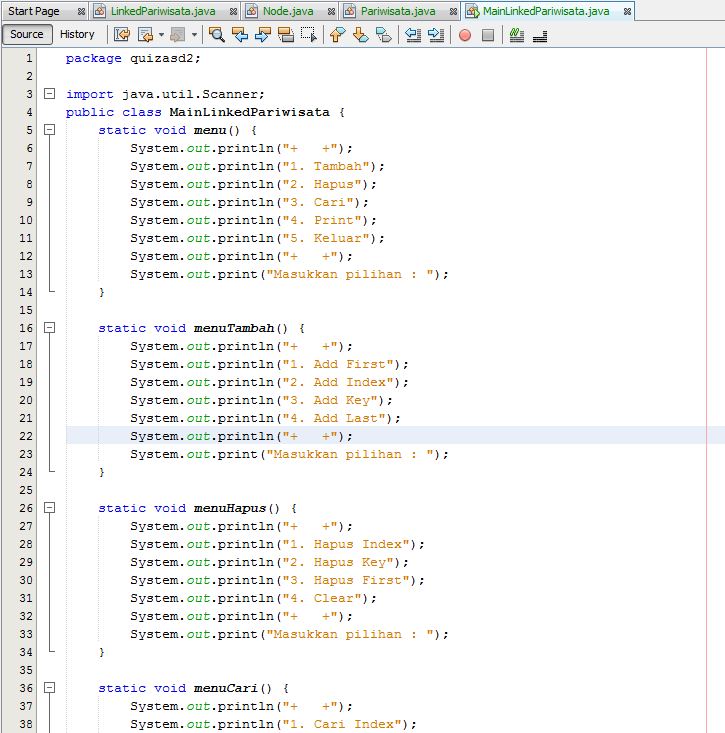 Start Page LinkedPariwisata.java Node.java Pariwisata.java MainLinkedPariwisata.java
Source History
1 package quizasd2;
2
3 import java.util.Scanner;
4 public class MainLinkedPariwisata {
5     static void menu() {
6         System.out.println("+   +");
7         System.out.println("1. Tambah");
8         System.out.println("2. Hapus");
9         System.out.println("3. Cari");
10         System.out.println("4. Print");
11         System.out.println("5. Keluar");
12         System.out.println("+   +");
13         System.out.print("Masukkan pilihan : ");
14     }
15
16     static void menuTambah() {
17         System.out.println("+   +");
18         System.out.println("1. Add First");
19         System.out.println("2. Add Index");
20         System.out.println("3. Add Key");
21         System.out.println("4. Add Last");
22         System.out.println("+   +");
23         System.out.print("Masukkan pilihan : ");
24     }
25
26     static void menuHapus() {
27         System.out.println("+   +");
28         System.out.println("1. Hapus Index");
29         System.out.println("2. Hapus Key");
30         System.out.println("3. Hapus First");
31         System.out.println("4. Clear");
32         System.out.println("+   +");
33         System.out.print("Masukkan pilihan : ");
34     }
35
36     static void menuCari() {
37         System.out.println("+   +");
38         System.out.println("1. Cari Index");